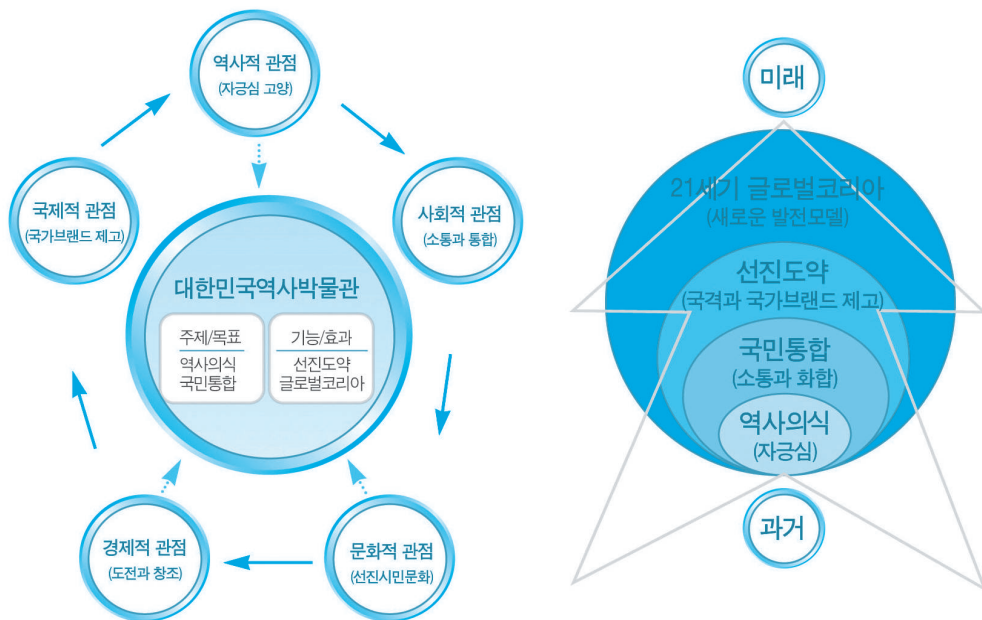 역사적 관점
(자긍심 고양)
국제적 관점
(국가브랜드 제고)
사회적 관점
(소통과 통합)
대한민국역사박물관
주제/목표
역사의식
국민통합
기능/효과
선진도약
글로벌코리아
경제적 관점
(도전과 창조)
문화적 관점
(선진시민문화)
미래
21세기 글로벌코리아
(새로운 발전모델)
선진도약
(국격과 국가브랜드 제고)
국민통합
(소통과 화합)
역사의식
(자긍심)
과거